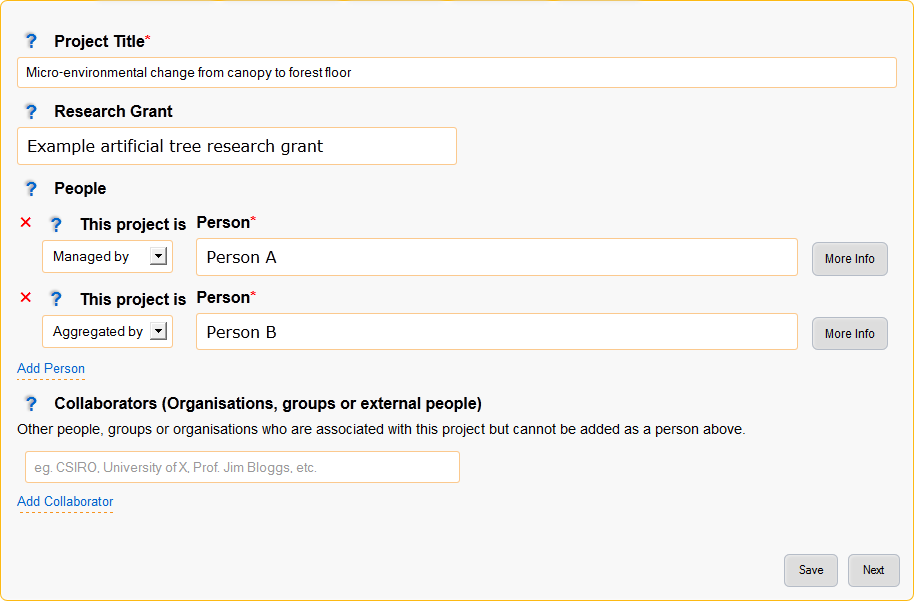 ? Project Title*
Micro-environmental change from canopy to forest floor
? Research Grant
Example artificial tree research grant
? People
× ? This project is Person*
Managed by Person A More Info
× ? This project is Person*
Aggregated by Person B More Info
Add Person
? Collaborators (Organisations, groups or external people)
Other people, groups or organisations who are associated with this project but cannot be added as a person above.
eg. CSIRO, University of X, Prof. Jim Bloggs, etc.
Add Collaborator
Save Next